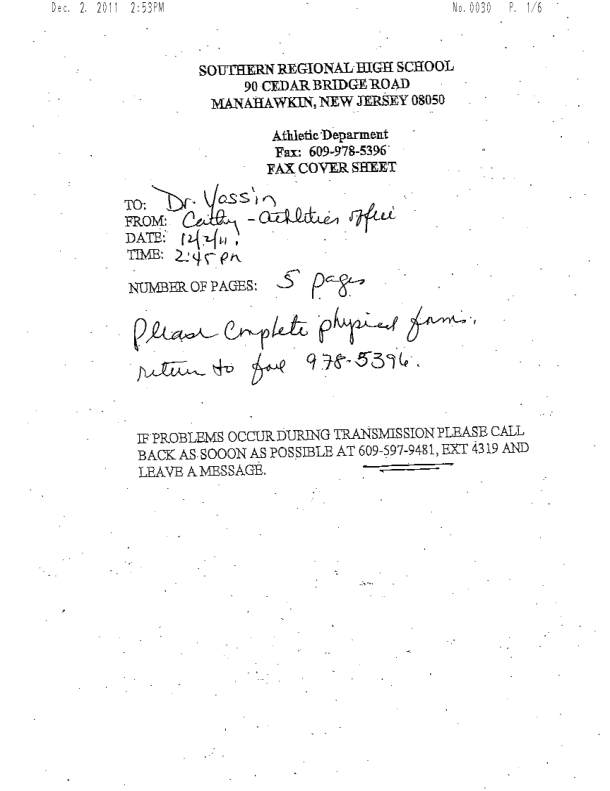 Dec. 2. 2011 2:53PM No. 0030 P. 1/6
SOUTHERN REGIONAL HIGH SCHOOL
90 CEDAR BRIDGE ROAD
MANAHAWKIN, NEW JERSEY 08050
Athletic Deparment
Fax: 609-978-5396
FAX COVER SHEET
TO: Dr. Yassin
FROM: Cathy - athletics office
DATE: 12/2/11
TIME: 2:45 pm
NUMBER OF PAGES: 5 pages
Please complete physical forms.
return to fax 978-5396.
IF PROBLEMS OCCUR DURING TRANSMISSION PLEASE CALL
BACK AS SOOON AS POSSIBLE AT 609-597-9481, EXT 4319 AND
LEAVE A MESSAGE.